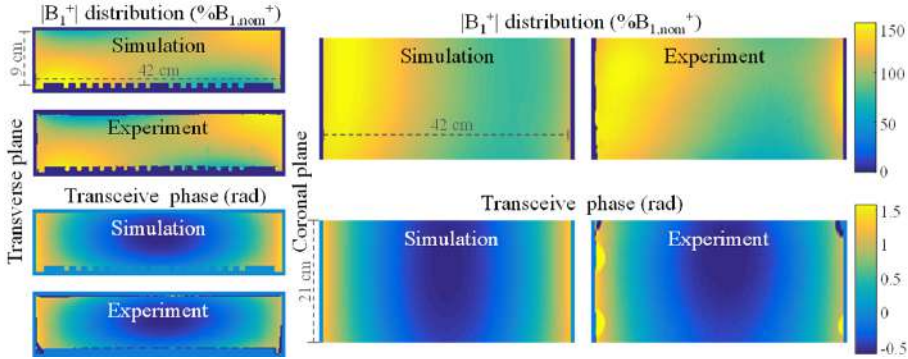 |B₁⁺| distribution (%B₁,nom⁺)
Simulation
9 cm
42 cm
Experiment
Transverse plane
Transceive phase (rad)
Simulation
Experiment
|B₁⁺| distribution (%B₁,nom⁺)
Simulation
Experiment
42 cm
150
100
50
0
Coronal plane
Transceive phase (rad)
Simulation
Experiment
21 cm
1.5
1
0.5
0
-0.5